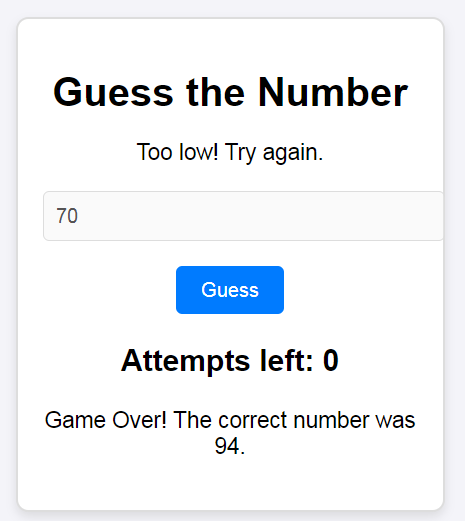 Guess the Number
Too low! Try again.
70
Guess
Attempts left: 0
Game Over! The correct number was
94.